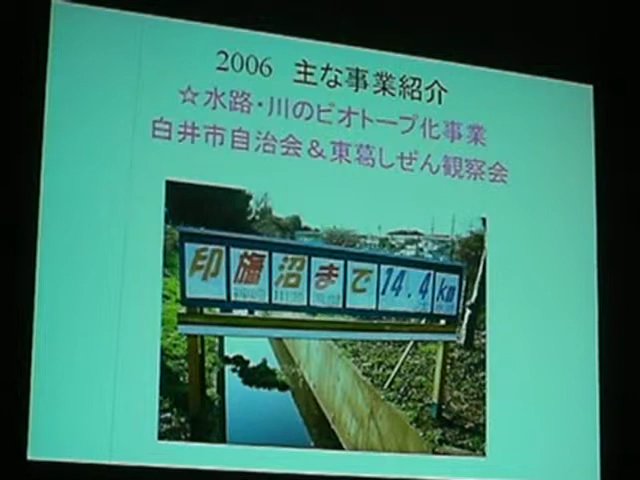 2006 主な事業紹介
☆水路・川のビオトープ化事業
白井市自治会＆東葛しぜん観察会
印旛沼まで14.4km